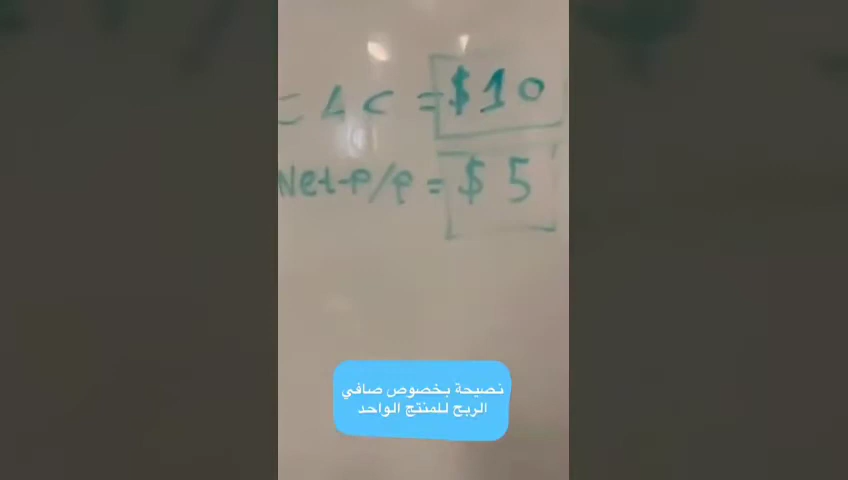 CAC = $10
Net-P/P = $5
نصيحة بخصوص صافي
الربح للمنتج الواحد